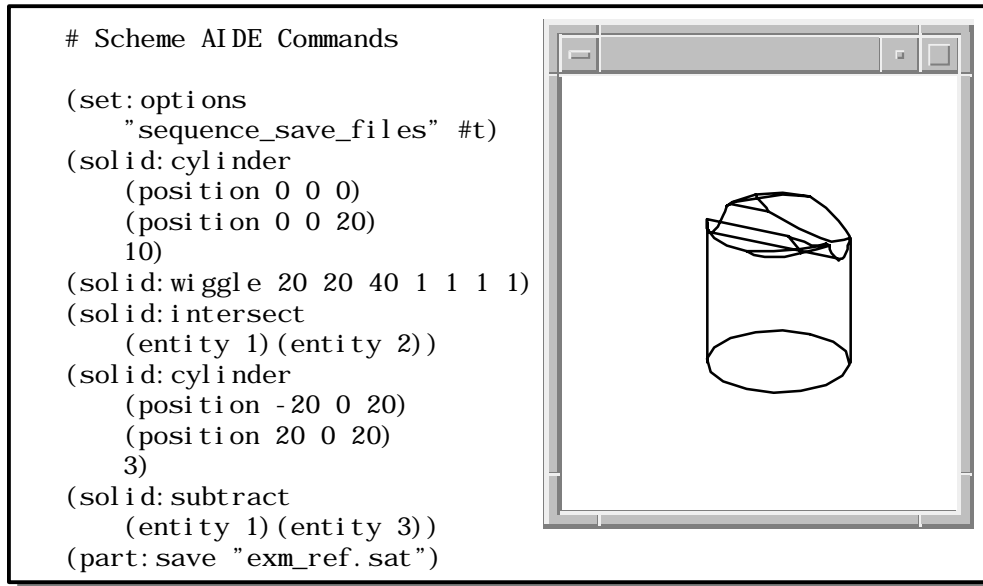 # Scheme AIDE Commands
(set:options
"sequence_save_files" #t)
(solid:cylinder
(position 0 0 0)
(position 0 0 20)
10)
(solid:wiggle 20 20 40 1 1 1 1)
(solid:intersect
(entity 1)(entity 2))
(solid:cylinder
(position -20 0 20)
(position 20 0 20)
3)
(solid:subtract
(entity 1)(entity 3))
(part:save "exm_ref.sat")